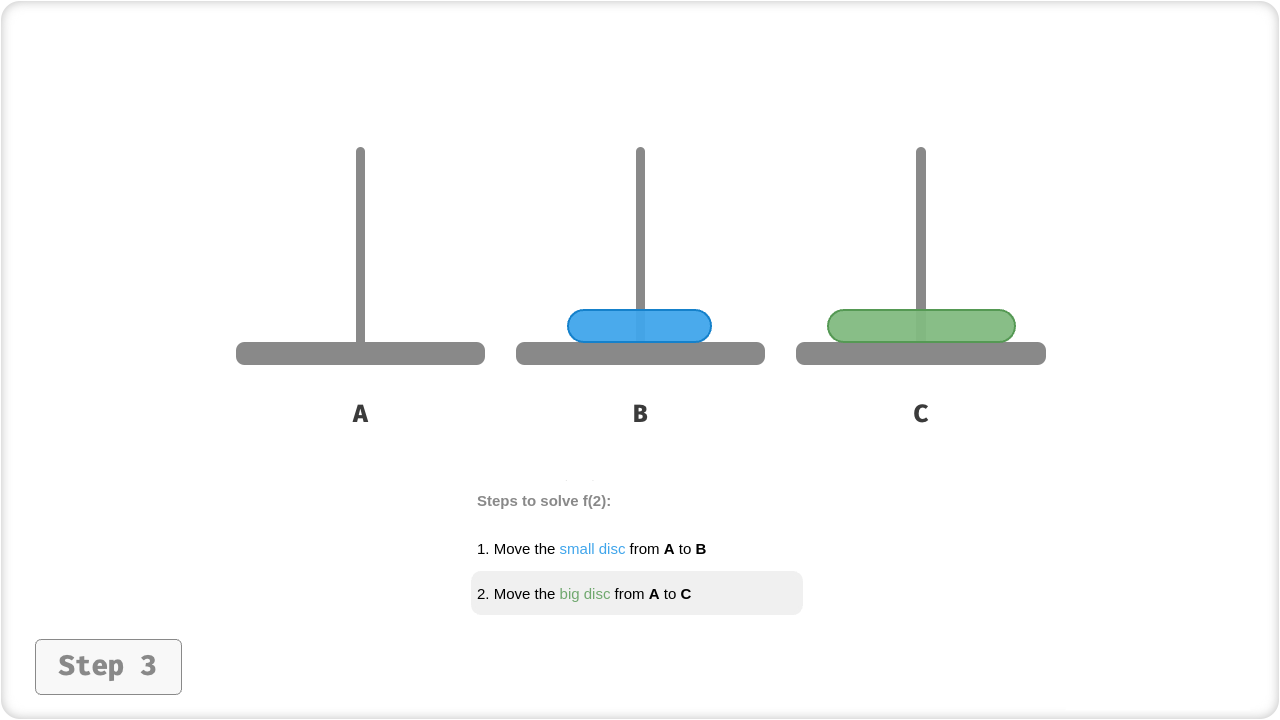 A B C
Steps to solve f(2):
1. Move the small disc from A to B
2. Move the big disc from A to C
Step 3